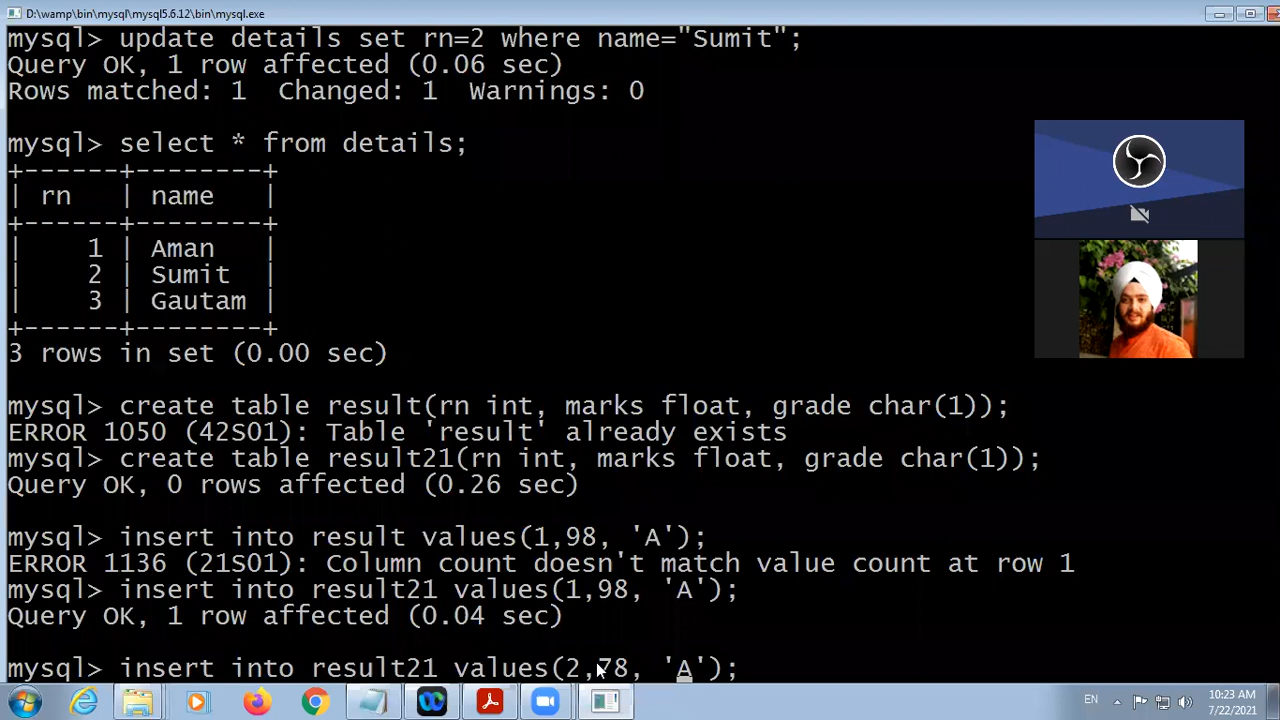 D:\wamp\bin\mysql\mysql5.6.12\bin\mysql.exe
mysql> update details set rn=2 where name="Sumit";
Query OK, 1 row affected (0.06 sec)
Rows matched: 1  Changed: 1  Warnings: 0
mysql> select * from details;
+------+--------+
| rn   | name   |
+------+--------+
|    1 | Aman   |
|    2 | Sumit  |
|    3 | Gautam |
+------+--------+
3 rows in set (0.00 sec)
mysql> create table result(rn int, marks float, grade char(1));
ERROR 1050 (42S01): Table 'result' already exists
mysql> create table result21(rn int, marks float, grade char(1));
Query OK, 0 rows affected (0.26 sec)
mysql> insert into result values(1,98, 'A');
ERROR 1136 (21S01): Column count doesn't match value count at row 1
mysql> insert into result21 values(1,98, 'A');
Query OK, 1 row affected (0.04 sec)
mysql> insert into result21 values(2,78, 'A');
EN
10:23 AM
7/22/2021